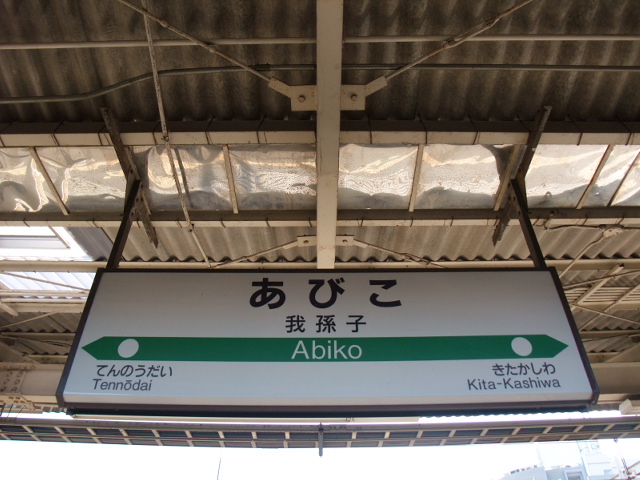 あびこ
我孫子
Abiko
てんのうだい
Tennōdai
きたかしわ
Kita-Kashiwa